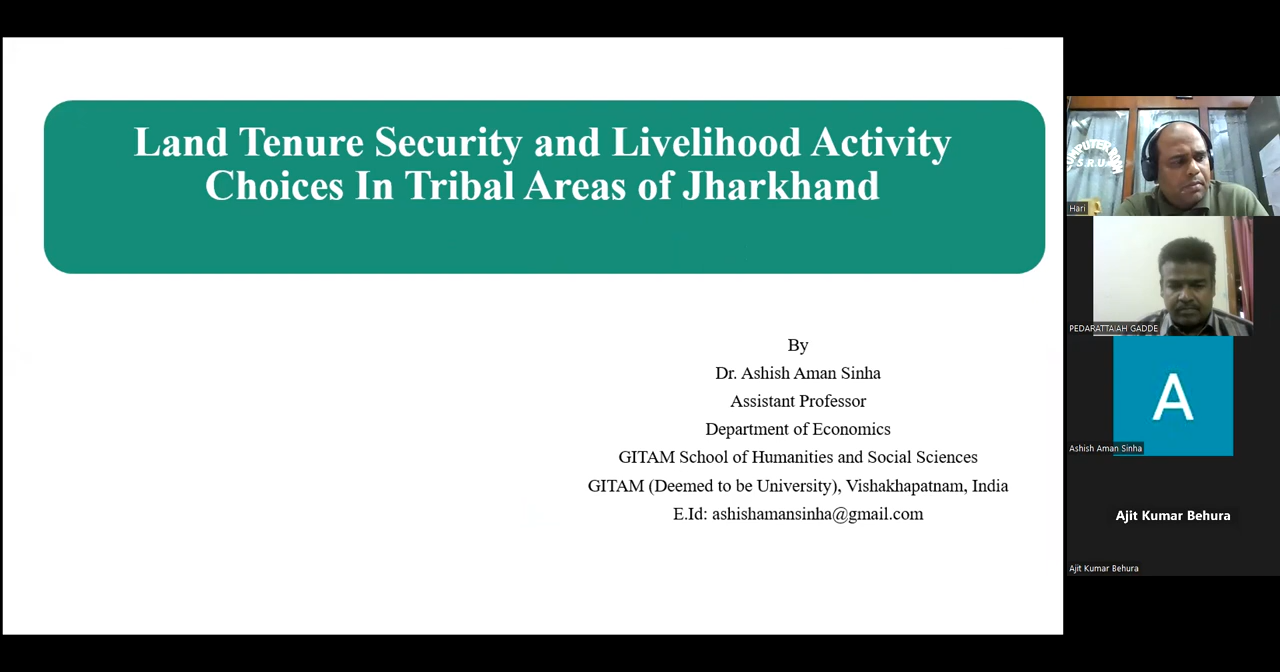 Land Tenure Security and Livelihood Activity
Choices In Tribal Areas of Jharkhand
By
Dr. Ashish Aman Sinha
Assistant Professor
Department of Economics
GITAM School of Humanities and Social Sciences
GITAM (Deemed to be University), Vishakhapatnam, India
E.Id: ashishamansinha@gmail.com
Hari
PEDARATTAIAH GADDE
A
Ashish Aman Sinha
Ajit Kumar Behura
Ajit Kumar Behura